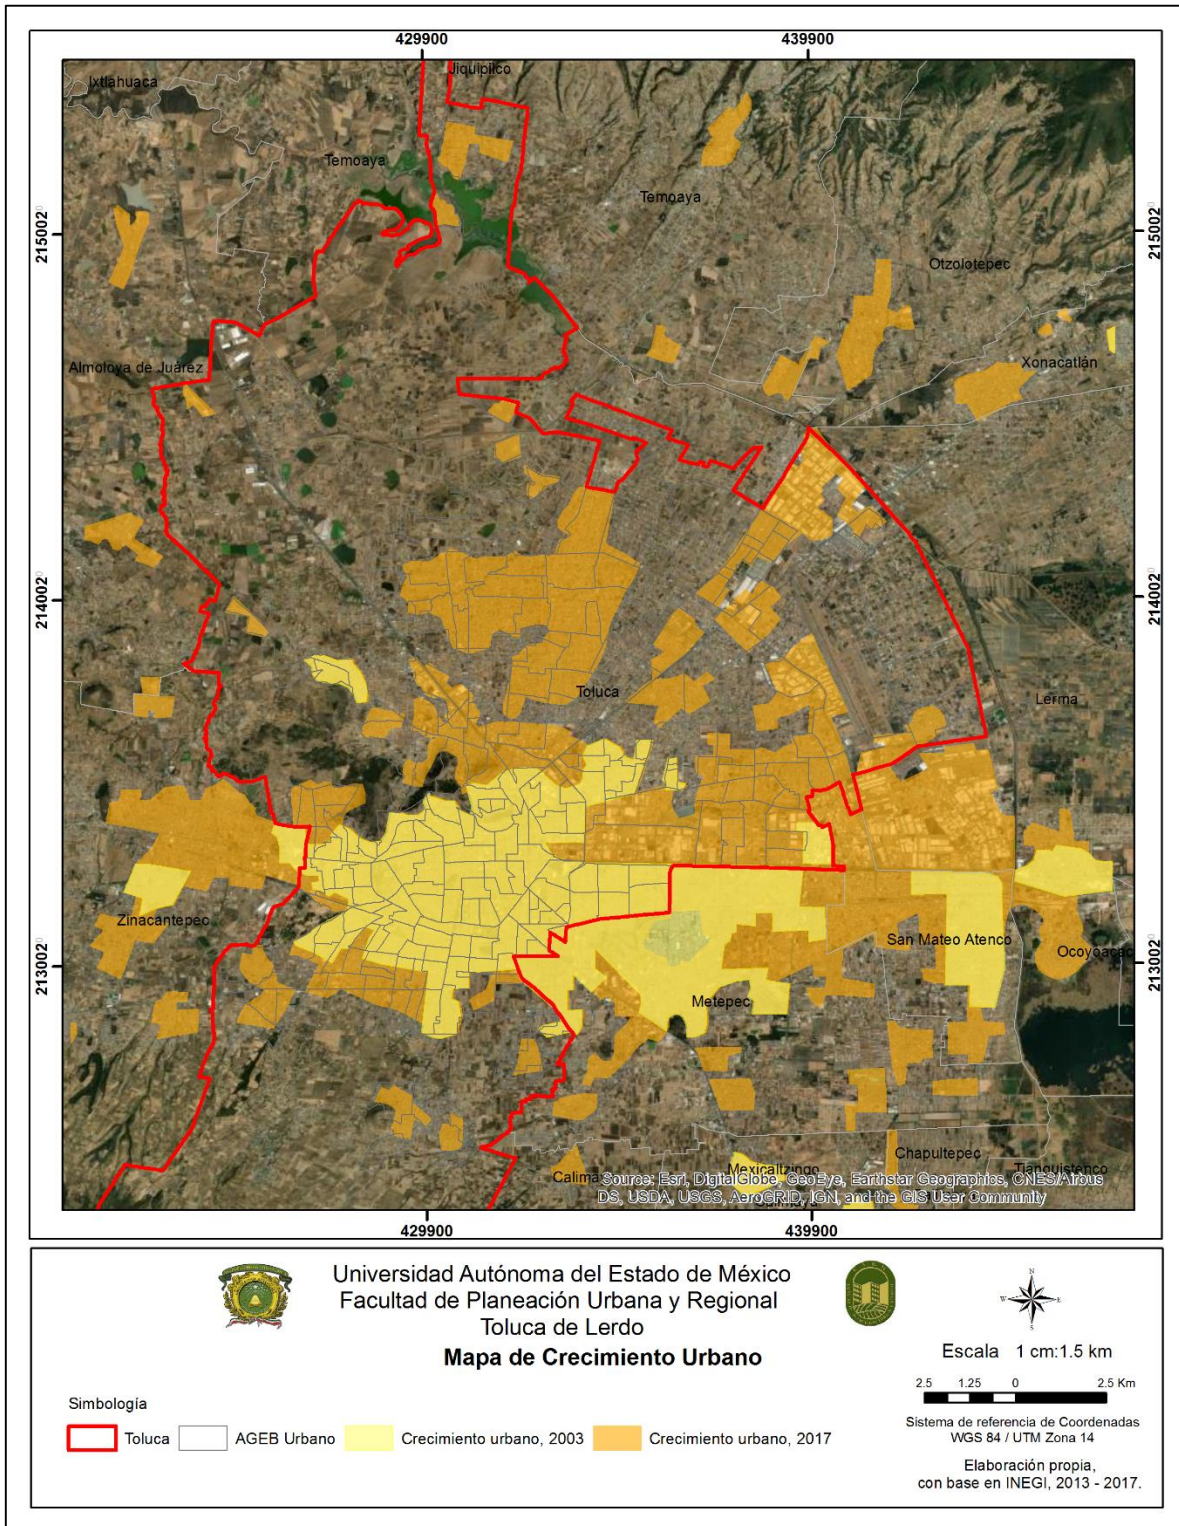 429900
439900
Ixtlahuaca
Jiquipilco
Temoaya
Temoaya
215002
215002
Otzolotepec
Almoloya de Juárez
Xonacatlán
214002
214002
Toluca
Lerma
Zinacantepec
San Mateo Atenco
Ocoyoacac
213002
213002
Metepec
Chapultepec
Calima
Mexicaltzingo
Tianguistenco
Source: Esri, DigitalGlobe, GeoEye, Earthstar Geographics, CNES/Airbus
DS, USDA, USGS, AeroGRID, IGN, and the GIS User Community
429900
439900
Universidad Autónoma del Estado de México
Facultad de Planeación Urbana y Regional
Toluca de Lerdo
Mapa de Crecimiento Urbano
N
W
E
S
Escala 1 cm:1.5 km
2.5 1.25 0 2.5 Km
Simbología
Toluca
AGEB Urbano
Crecimiento urbano, 2003
Crecimiento urbano, 2017
Sistema de referencia de Coordenadas
WGS 84 / UTM Zona 14
Elaboración propia,
con base en INEGI, 2013 - 2017.